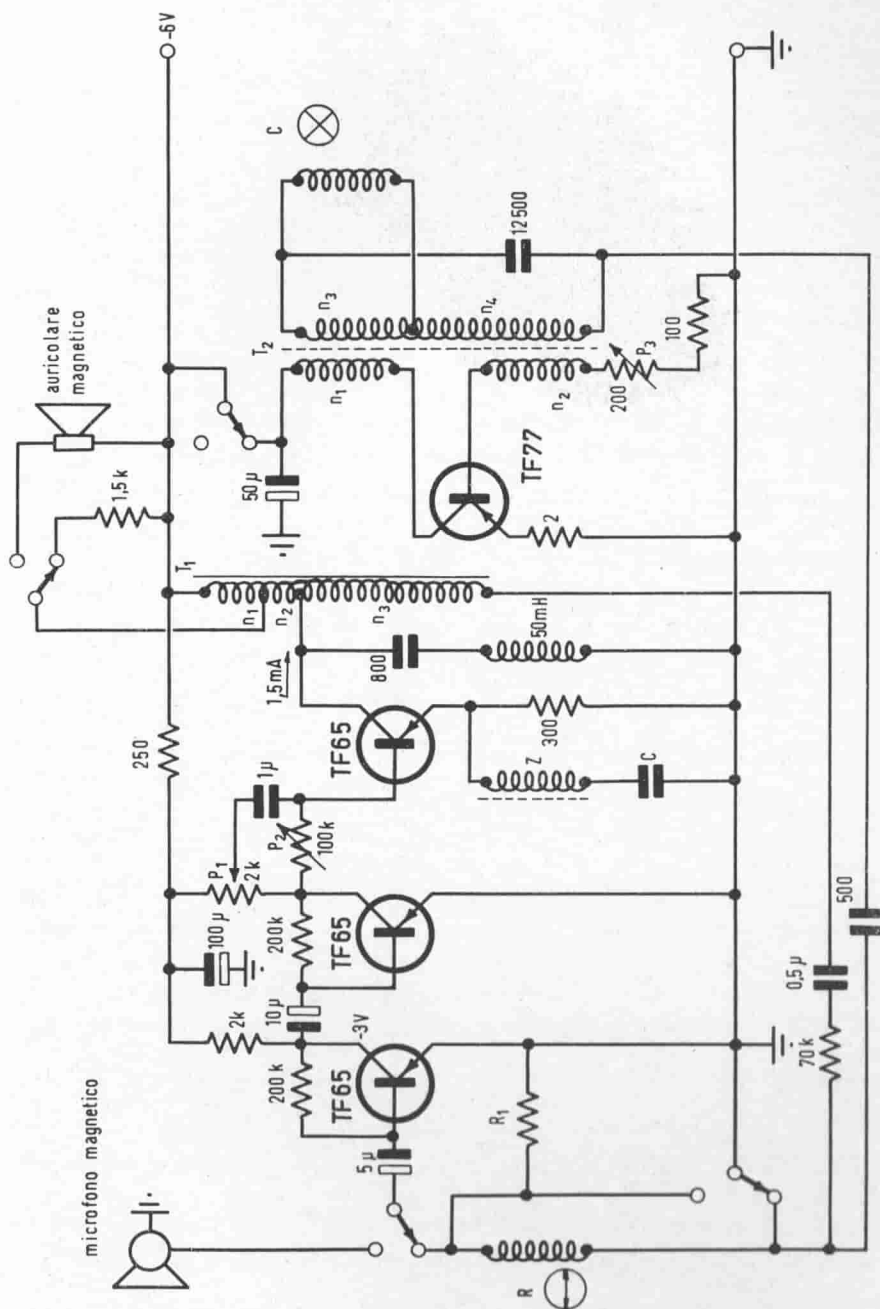 microfono magnetico
auricolare
magnetico
-6V
250
1,5k
2k
100µ
P1
2k
1µ
P2
100k
200k
10µ
200k
-3V
5µ
TF65
TF65
TF65
1,5mA
T1
n1
n2
n3
50µ
T2
n1
n2
n3
n4
C
12500
TF77
P3
200
100
2
800
50mH
300
Z
C
R1
R
70k
0,5µ
500